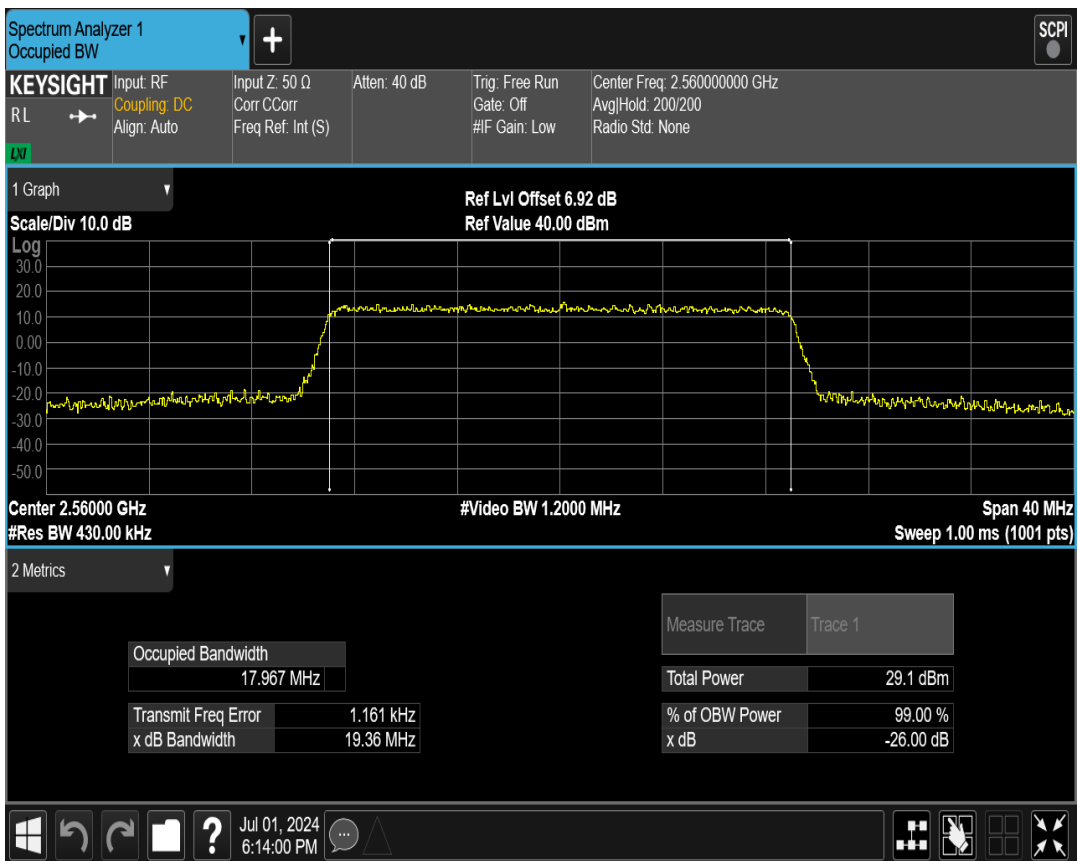 Spectrum Analyzer 1
Occupied BW
SCPI
KEYSIGHT
R L
LXI
Input: RF
Coupling: DC
Align: Auto
Input Z: 50 Ω
Corr CCorr
Freq Ref: Int (S)
Atten: 40 dB
Trig: Free Run
Gate: Off
#IF Gain: Low
Center Freq: 2.560000000 GHz
Avg|Hold: 200/200
Radio Std: None
1 Graph
Ref Lvl Offset 6.92 dB
Scale/Div 10.0 dB
Ref Value 40.00 dBm
Log
30.0
20.0
10.0
0.00
-10.0
-20.0
-30.0
-40.0
-50.0
Center 2.56000 GHz
#Video BW 1.2000 MHz
Span 40 MHz
#Res BW 430.00 kHz
Sweep 1.00 ms (1001 pts)
2 Metrics
Measure Trace
Trace 1
Occupied Bandwidth
17.967 MHz
Total Power
29.1 dBm
Transmit Freq Error
1.161 kHz
% of OBW Power
99.00 %
x dB Bandwidth
19.36 MHz
x dB
-26.00 dB
?
Jul 01, 2024
6:14:00 PM